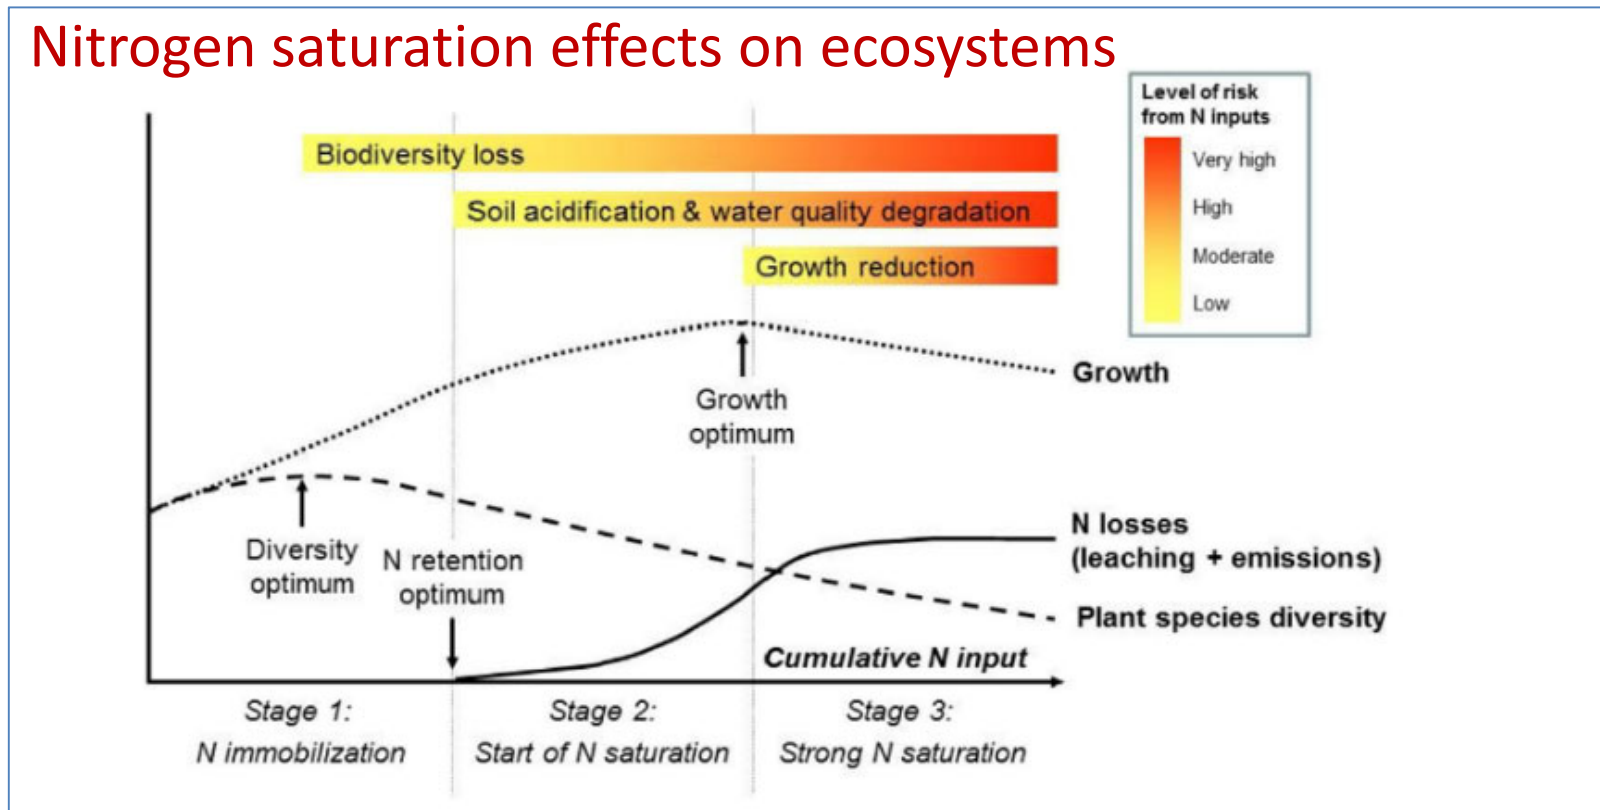 Nitrogen saturation effects on ecosystems
Level of risk
from N inputs
Very high
High
Moderate
Low
Biodiversity loss
Soil acidification & water quality degradation
Growth reduction
Growth
Growth
optimum
Diversity
optimum
N retention
optimum
N losses
(leaching + emissions)
Plant species diversity
Cumulative N input
Stage 1:
N immobilization
Stage 2:
Start of N saturation
Stage 3:
Strong N saturation